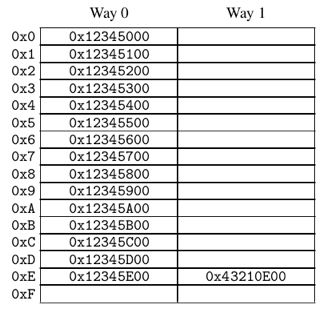 Way 0 Way 1
0x0 0x12345000
0x1 0x12345100
0x2 0x12345200
0x3 0x12345300
0x4 0x12345400
0x5 0x12345500
0x6 0x12345600
0x7 0x12345700
0x8 0x12345800
0x9 0x12345900
0xA 0x12345A00
0xB 0x12345B00
0xC 0x12345C00
0xD 0x12345D00
0xE 0x12345E00 0x43210E00
0xF